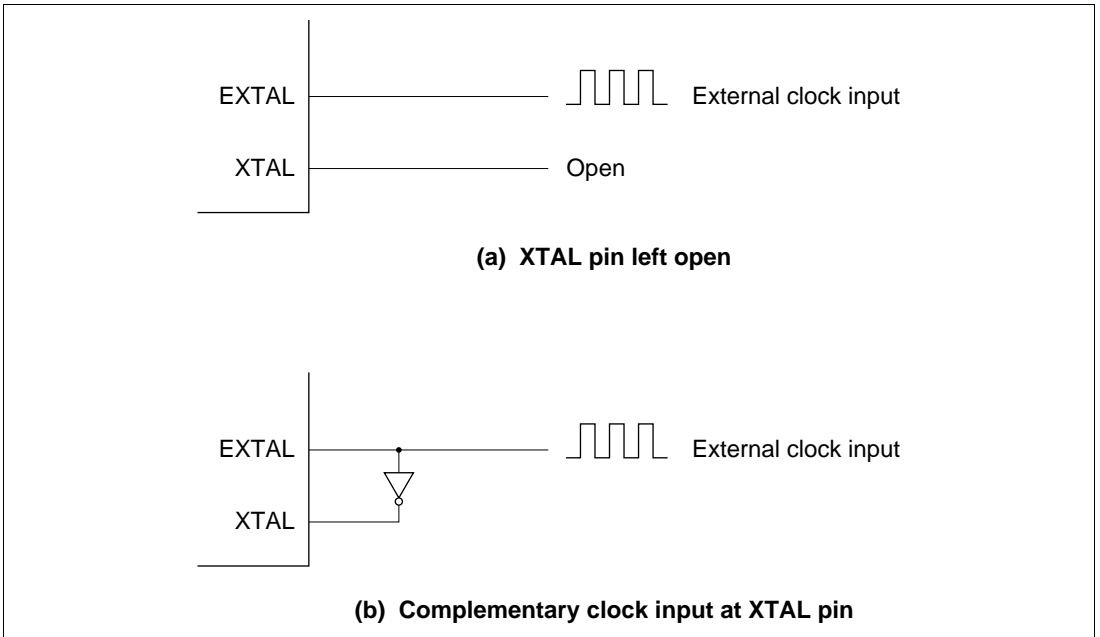 EXTAL
External clock input
XTAL
Open
(a) XTAL pin left open
EXTAL
External clock input
XTAL
(b) Complementary clock input at XTAL pin